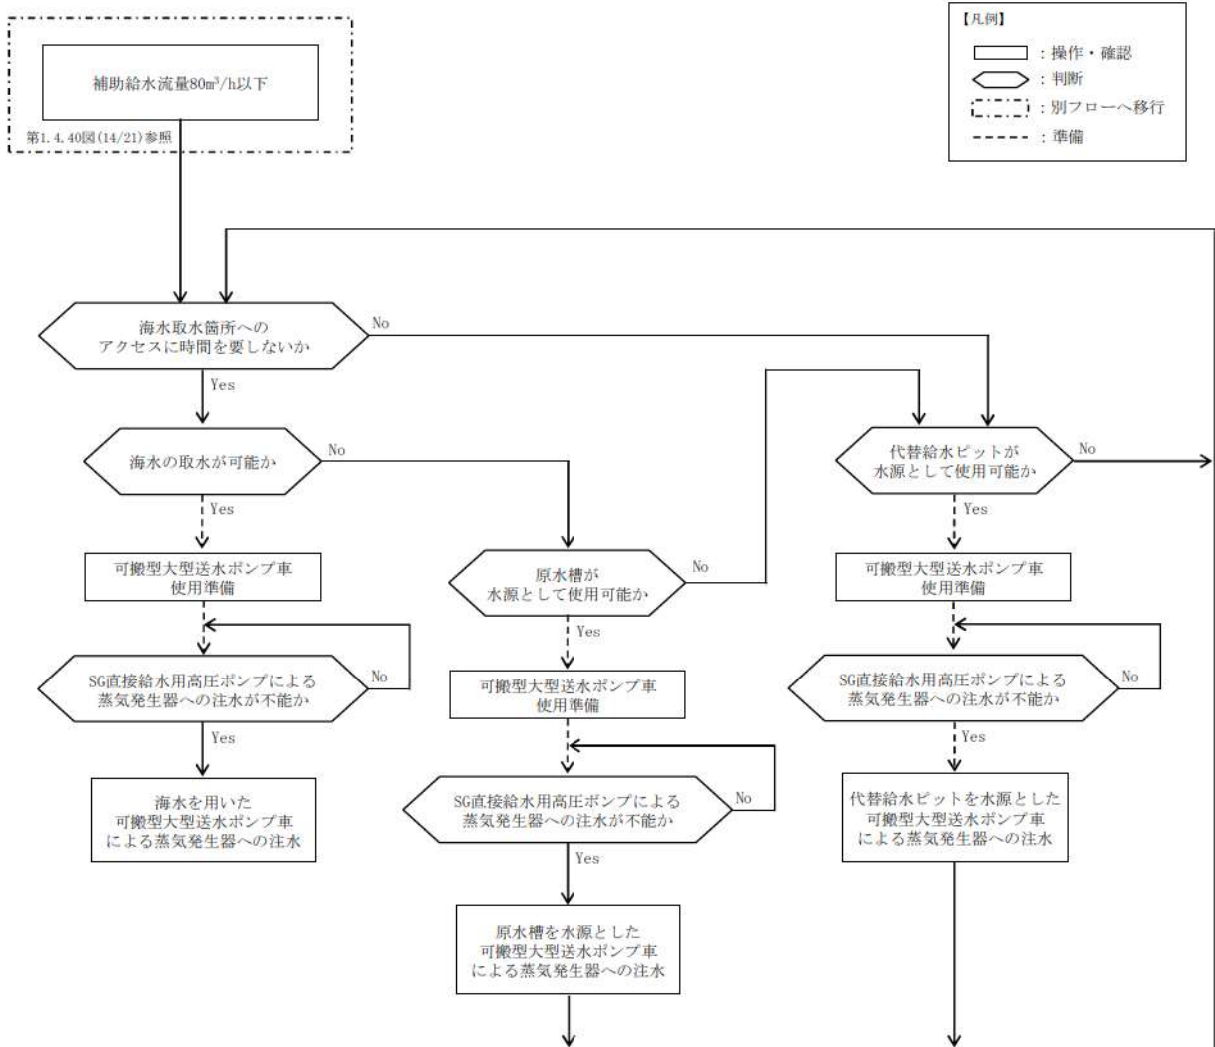 【凡例】
：操作・確認
：判断
：別フローへ移行
：準備
補助給水流量80m³/h以下
第1.4.40図(14/21)参照
海水取水箇所への
アクセスに時間を要しないか
No
Yes
海水の取水が可能か
No
Yes
代替給水ピットが
水源として使用可能か
No
Yes
可搬型大型送水ポンプ車
使用準備
原水槽が
水源として使用可能か
No
Yes
可搬型大型送水ポンプ車
使用準備
SG直接給水用高圧ポンプによる
蒸気発生器への注水が不能か
No
Yes
可搬型大型送水ポンプ車
使用準備
SG直接給水用高圧ポンプによる
蒸気発生器への注水が不能か
No
Yes
海水を用いた
可搬型大型送水ポンプ車
による蒸気発生器への注水
SG直接給水用高圧ポンプによる
蒸気発生器への注水が不能か
No
Yes
代替給水ピットを水源とした
可搬型大型送水ポンプ車
による蒸気発生器への注水
原水槽を水源とした
可搬型大型送水ポンプ車
による蒸気発生器への注水